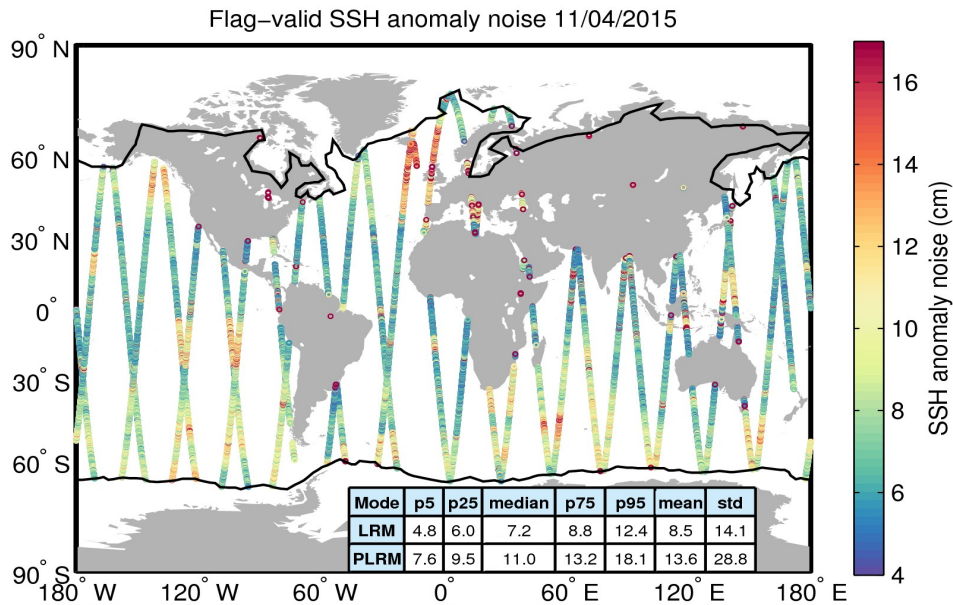 Flag–valid SSH anomaly noise 11/04/2015
90° N
60° N
30° N
0°
30° S
60° S
90° S
180° W
120° W
60° W
0°
60° E
120° E
180° E
Mode p5 p25 median p75 p95 mean std
LRM 4.8 6.0 7.2 8.8 12.4 8.5 14.1
PLRM 7.6 9.5 11.0 13.2 18.1 13.6 28.8
16
14
12
10
8
6
4
SSH anomaly noise (cm)